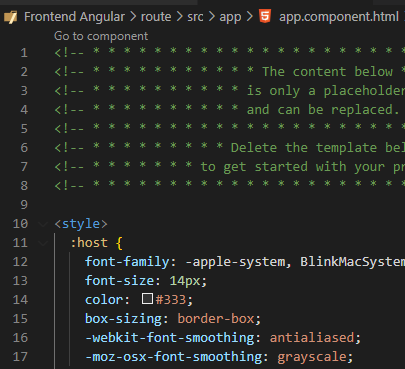 Frontend Angular > route > src > app > app.component.html
Go to component
1 <!-- * * * * * * * * * * * * * * * * * * * * * * * * *
2 <!-- * * * * * * * * * * * The content below *
3 <!-- * * * * * * * * * * is only a placeholder
4 <!-- * * * * * * * * * * and can be replaced.
5 <!-- * * * * * * * * * * * * * * * * * * * * * * * * *
6 <!-- * * * * * * * * * Delete the template bel
7 <!-- * * * * * * * to get started with your pr
8 <!-- * * * * * * * * * * * * * * * * * * * * * * * * *
9
10 <style>
11 :host {
12 font-family: -apple-system, BlinkMacSystem
13 font-size: 14px;
14 color: #333;
15 box-sizing: border-box;
16 -webkit-font-smoothing: antialiased;
17 -moz-osx-font-smoothing: grayscale;